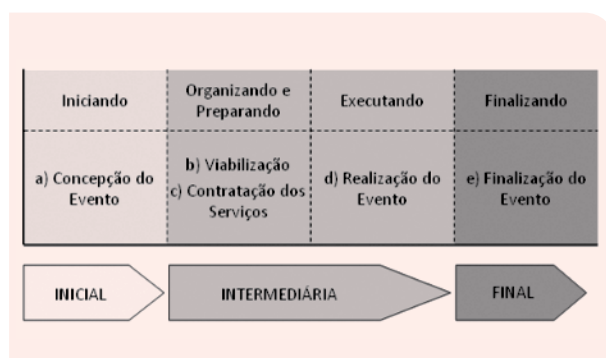 Iniciando
Organizando e
Preparando
Executando
Finalizando
a) Concepção do
Evento
b) Viabilização
c) Contratação dos
Serviços
d) Realização do
Evento
e) Finalização do
Evento
INICIAL
INTERMEDIÁRIA
FINAL